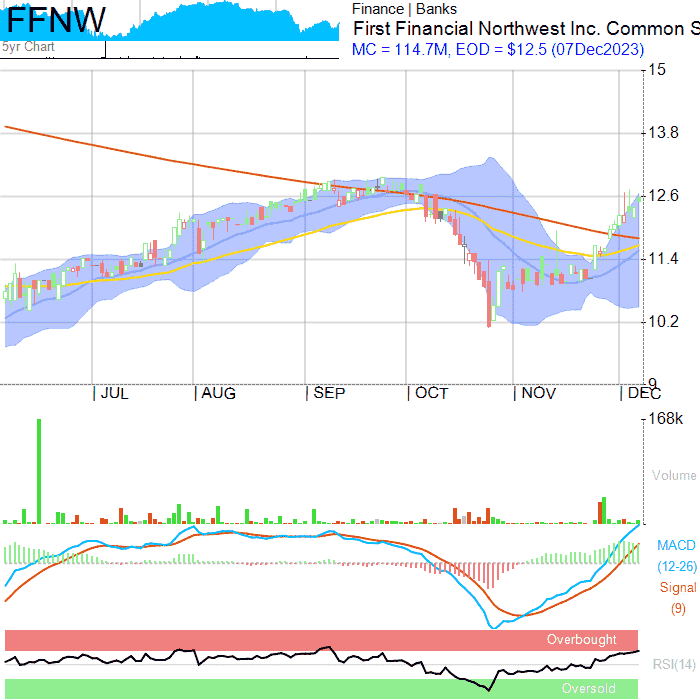 FFNW
5yr Chart
Finance | Banks
First Financial Northwest Inc. Common S
MC = 114.7M, EOD = $12.5 (07Dec2023)
15
13.8
12.6
11.4
10.2
9
JUL AUG SEP OCT NOV DEC
168k
Volume
MACD
(12-26)
Signal
(9)
Overbought
RSI(14)
Oversold